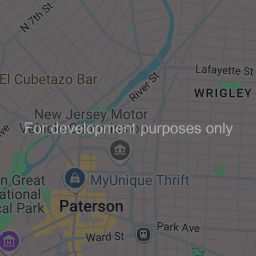 N 7th St
River St
El Cubetazo Bar
Lafayette St
WRIGLEY
New Jersey Motor
For development purposes only
MyUnique Thrift
n Great
ational
cal Park
Paterson
Ward St
Park Ave